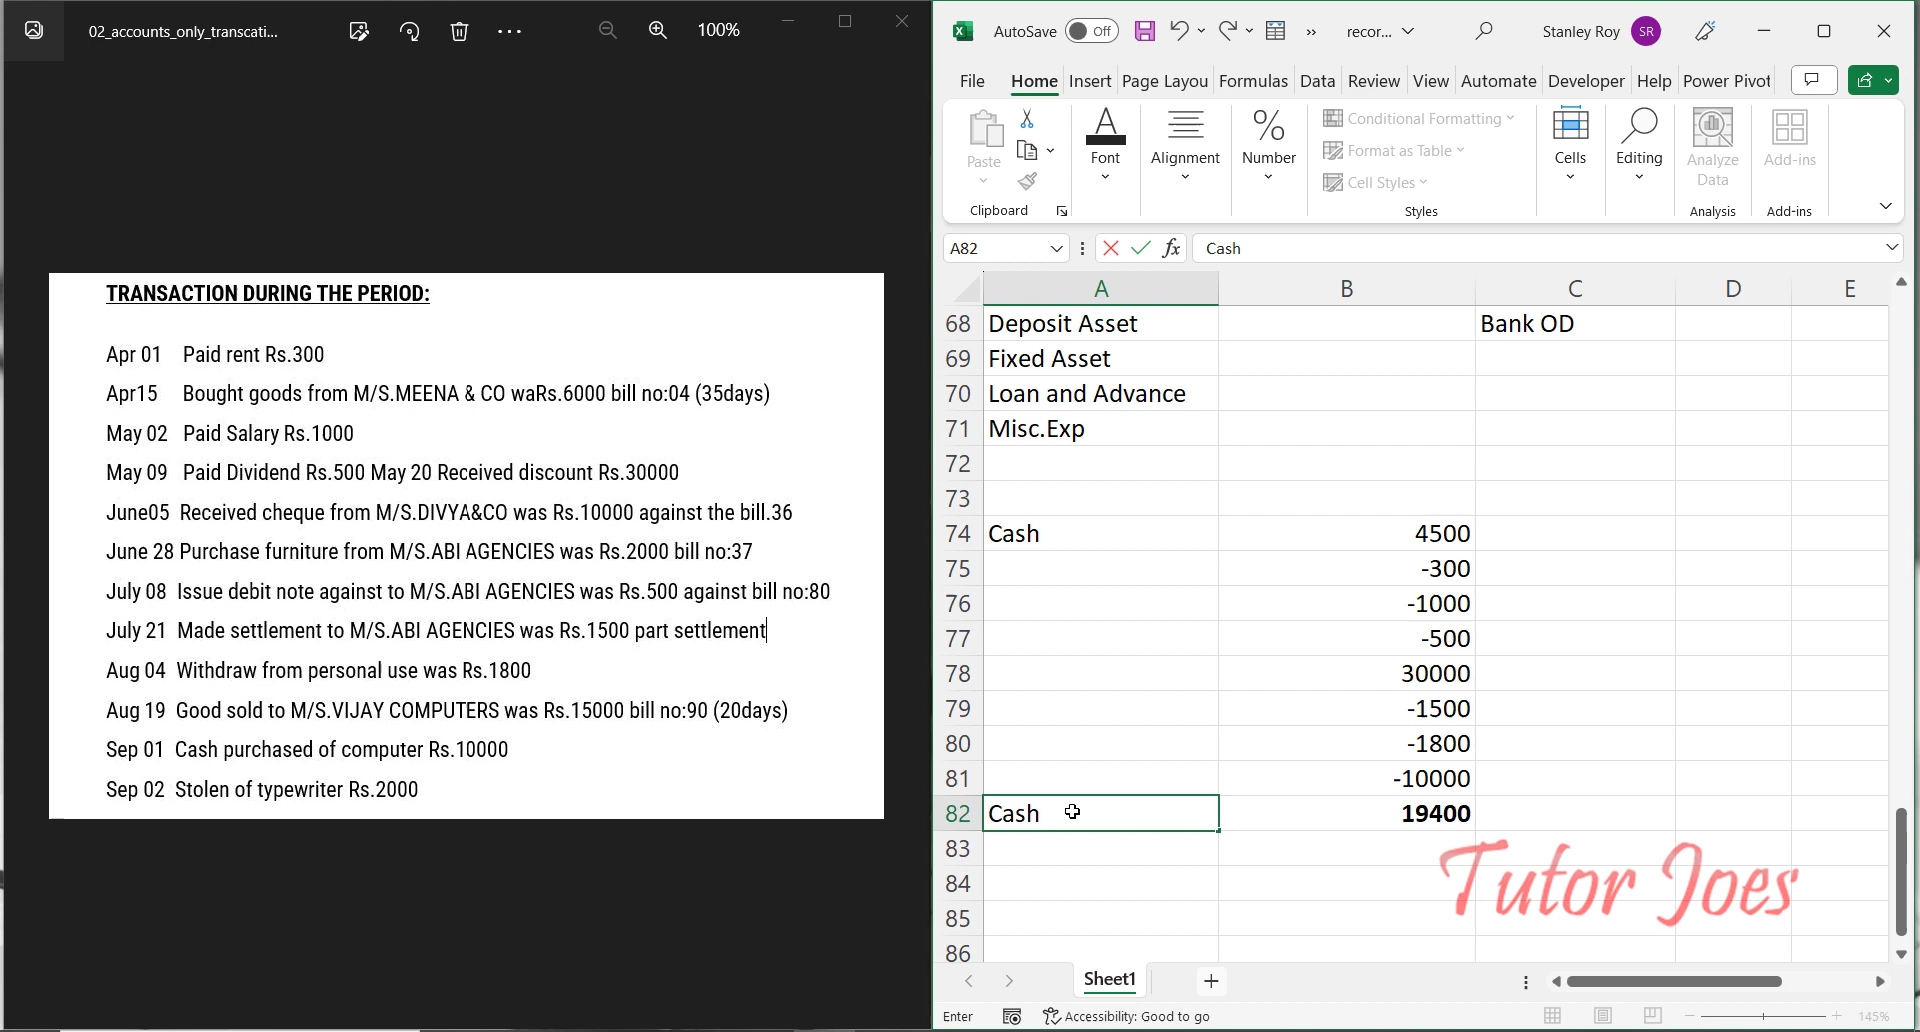 02_accounts_only_transcati...
100%
TRANSACTION DURING THE PERIOD:
Apr 01 Paid rent Rs.300
Apr15 Bought goods from M/S.MEENA & CO waRs.6000 bill no:04 (35days)
May 02 Paid Salary Rs.1000
May 09 Paid Dividend Rs.500 May 20 Received discount Rs.30000
June05 Received cheque from M/S.DIVYA&CO was Rs.10000 against the bill.36
June 28 Purchase furniture from M/S.ABI AGENCIES was Rs.2000 bill no:37
July 08 Issue debit note against to M/S.ABI AGENCIES was Rs.500 against bill no:80
July 21 Made settlement to M/S.ABI AGENCIES was Rs.1500 part settlement
Aug 04 Withdraw from personal use was Rs.1800
Aug 19 Good sold to M/S.VIJAY COMPUTERS was Rs.15000 bill no:90 (20days)
Sep 01 Cash purchased of computer Rs.10000
Sep 02 Stolen of typewriter Rs.2000
AutoSave Off recor... Stanley Roy SR
File Home Insert Page Layou Formulas Data Review View Automate Developer Help Power Pivot
Paste Font Alignment Number Conditional Formatting Format as Table Cell Styles Cells Editing Analyze Data Add-ins
Clipboard Styles Analysis Add-ins
A82 fx Cash
A B C D E
68 Deposit Asset Bank OD
69 Fixed Asset
70 Loan and Advance
71 Misc.Exp
72
73
74 Cash 4500
75 -300
76 -1000
77 -500
78 30000
79 -1500
80 -1800
81 -10000
82 Cash 19400
83
84
85
86
Tutor Joes
Sheet1
Enter Accessibility: Good to go 145%